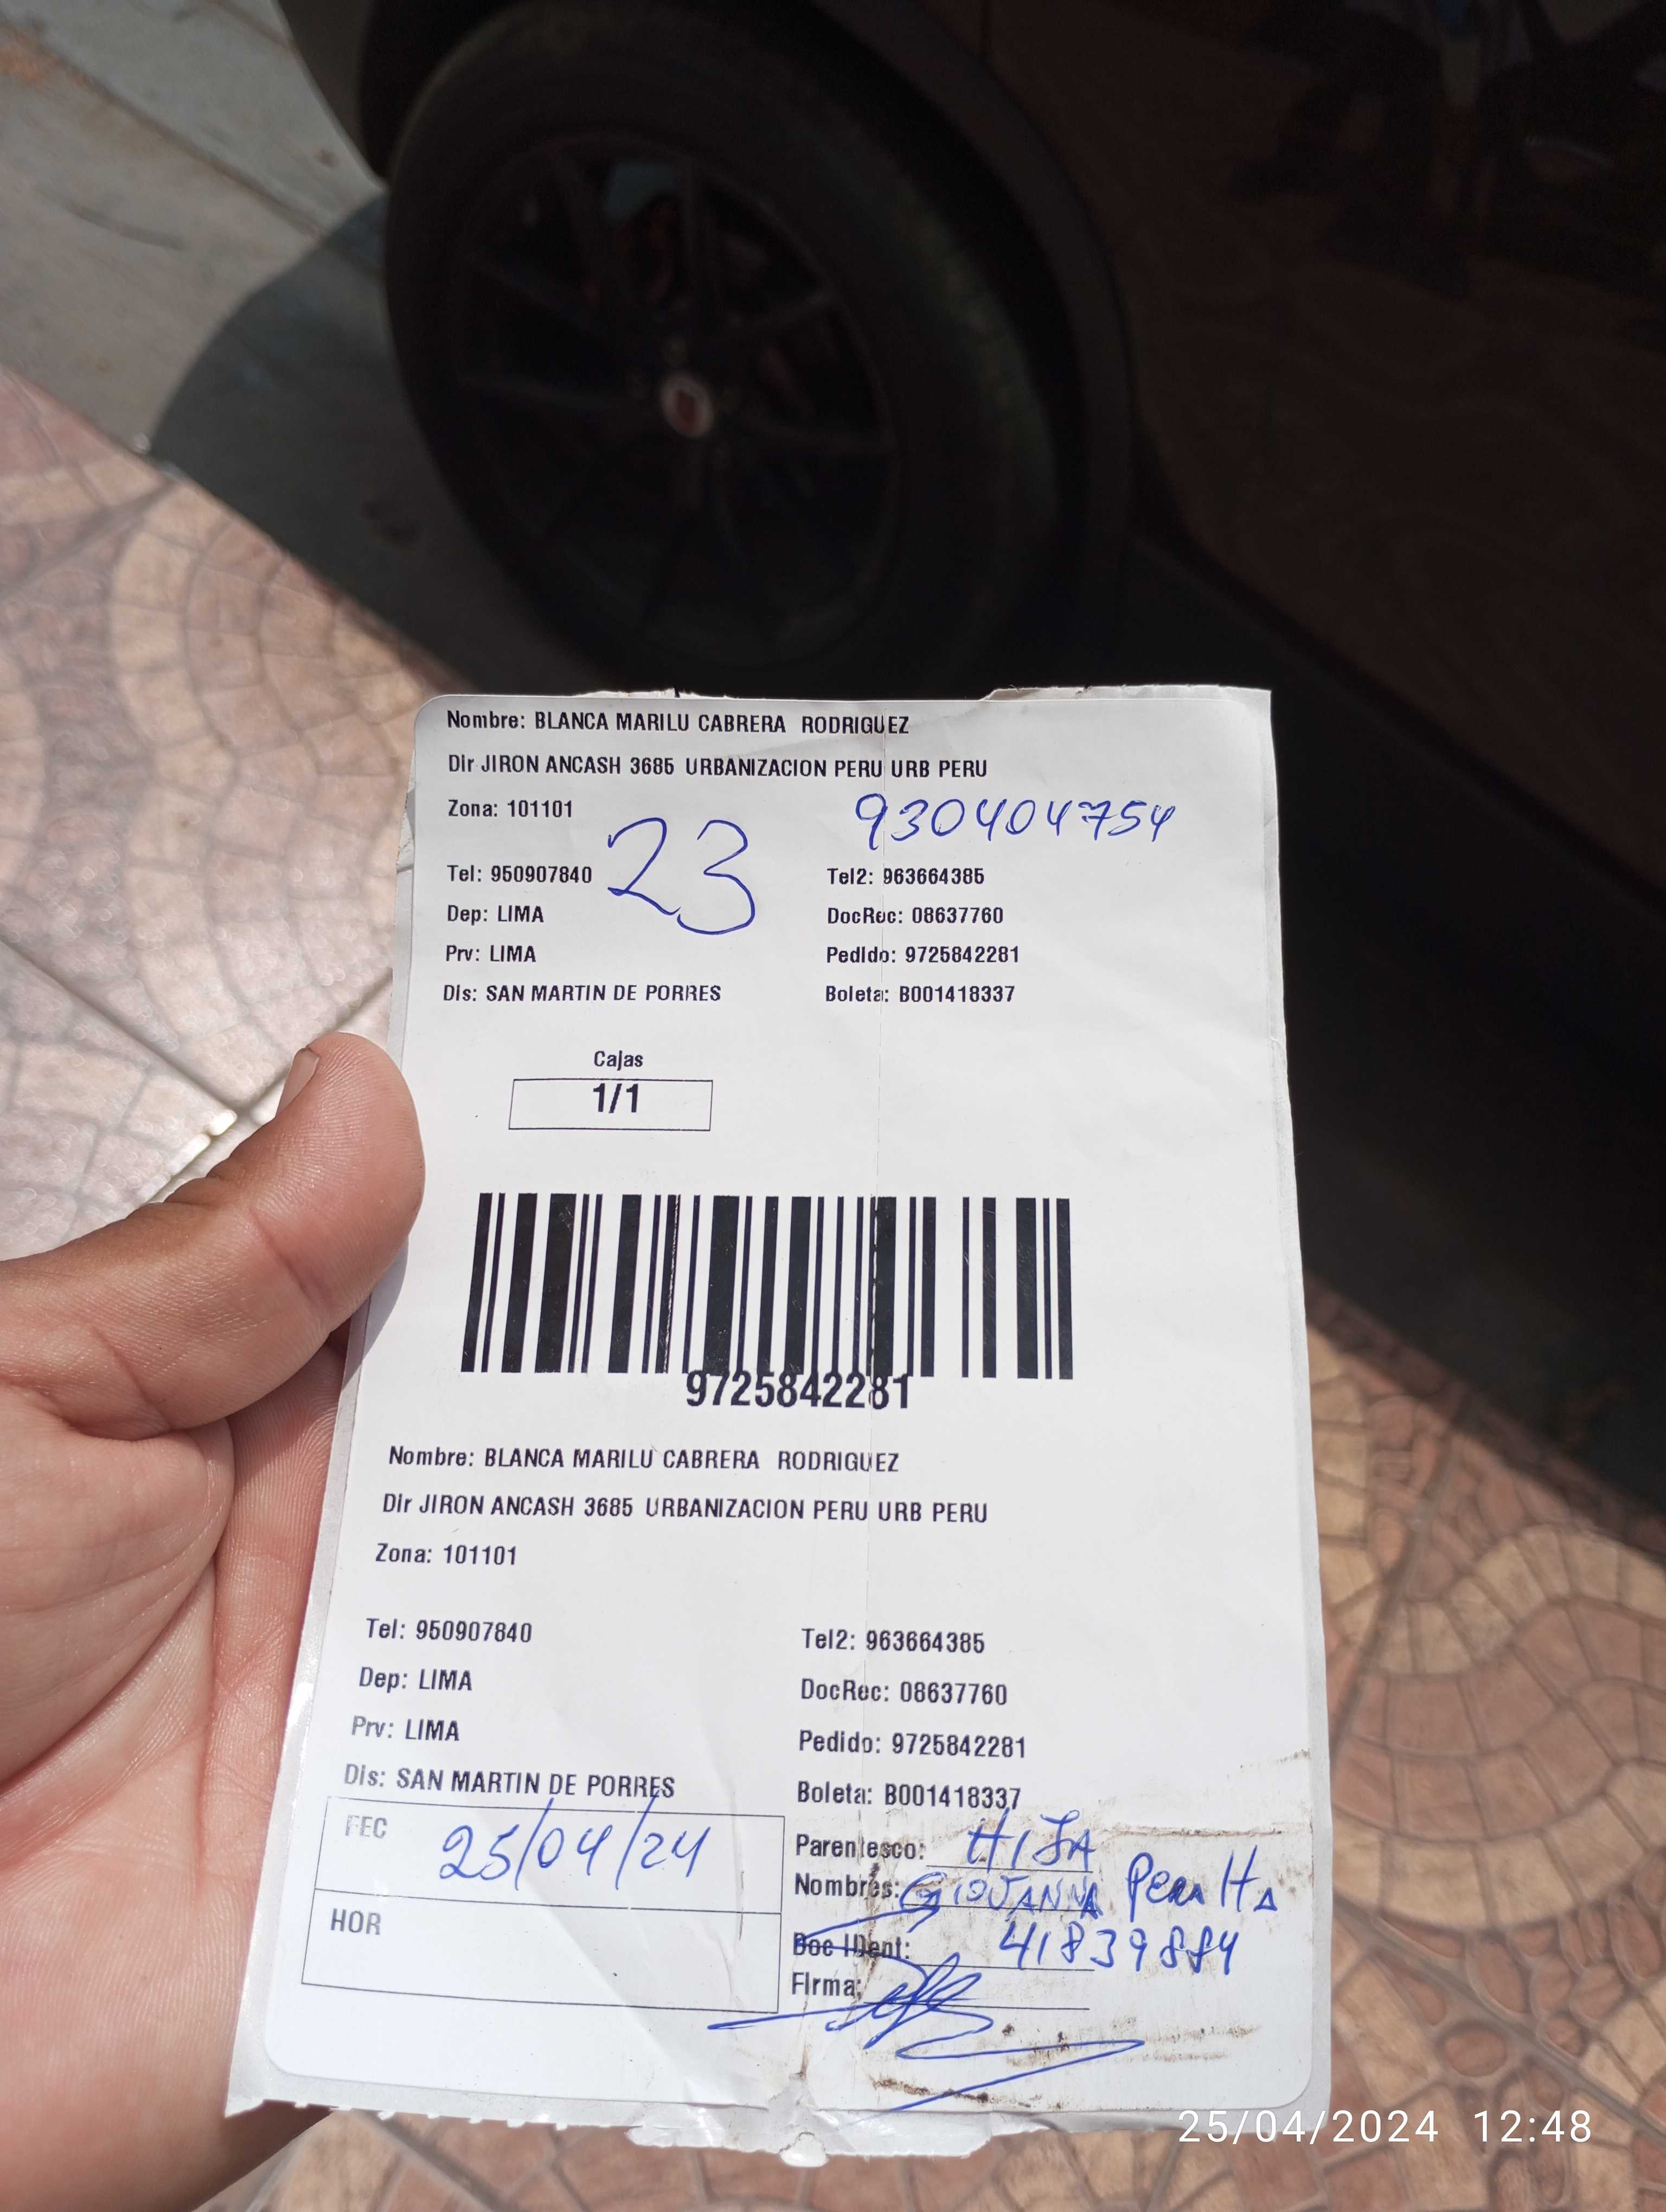 Nombre: BLANCA MARILU CABRERA RODRIGUEZ
Dir JIRON ANCASH 3685 URBANIZACION PERU URB PERU
Zona: 101101
930404754
23
Tel: 950907840 Tel2: 963664385
Dep: LIMA DocRec: 08637760
Prv: LIMA Pedido: 9725842281
Dis: SAN MARTIN DE PORRES Boleta: B001418337
Cajas
1/1
9725842281
Nombre: BLANCA MARILU CABRERA RODRIGUEZ
Dir JIRON ANCASH 3685 URBANIZACION PERU URB PERU
Zona: 101101
Tel: 950907840 Tel2: 963664385
Dep: LIMA DocRec: 08637760
Prv: LIMA Pedido: 9725842281
Dis: SAN MARTIN DE PORRES Boleta: B001418337
FEC 25/04/24 Parentesco: HIJA
Nombres: GIOVANNA Peralta
HOR Doc IDent: 41839884
Firma:
25/04/2024 12:48